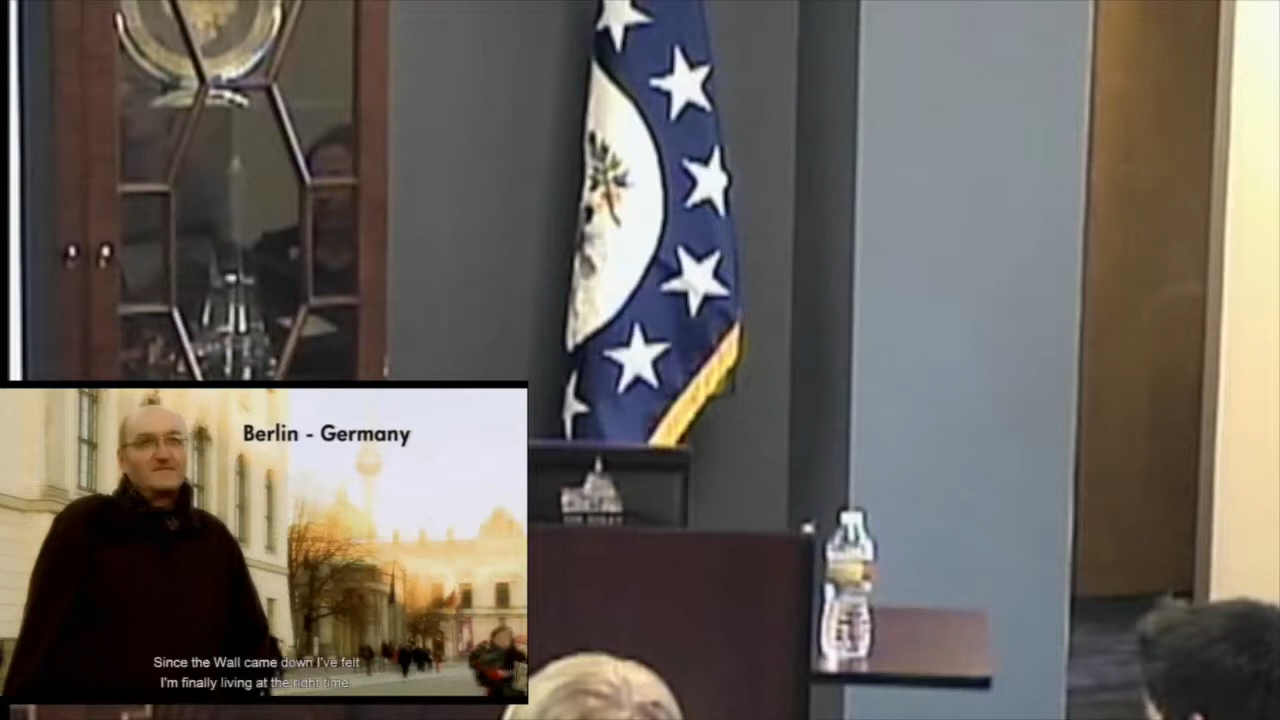 Berlin - Germany
Since the Wall came down I've felt
I'm finally living at the right time.